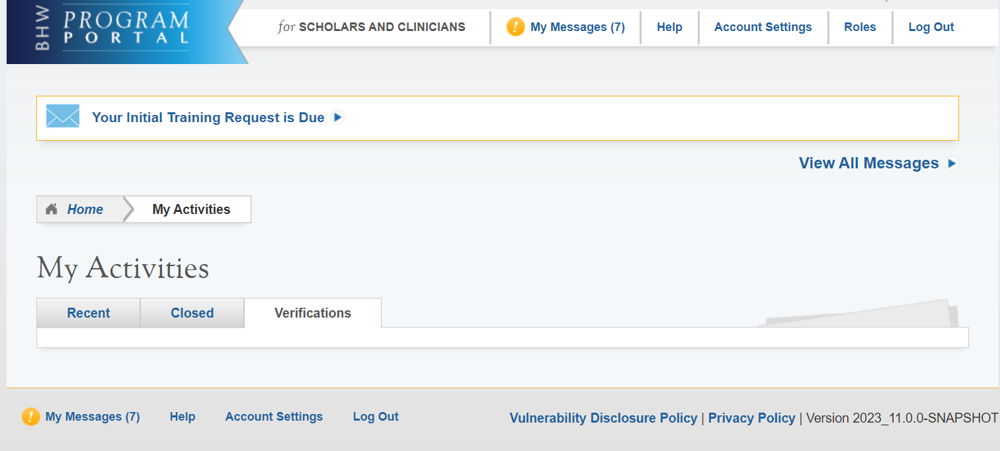 BHW
PROGRAM
PORTAL
for SCHOLARS AND CLINICIANS
My Messages (7)
Help
Account Settings
Roles
Log Out
Your Initial Training Request is Due
View All Messages
Home
My Activities
My Activities
Recent
Closed
Verifications
My Messages (7)
Help
Account Settings
Log Out
Vulnerability Disclosure Policy | Privacy Policy | Version 2023_11.0.0-SNAPSHOT